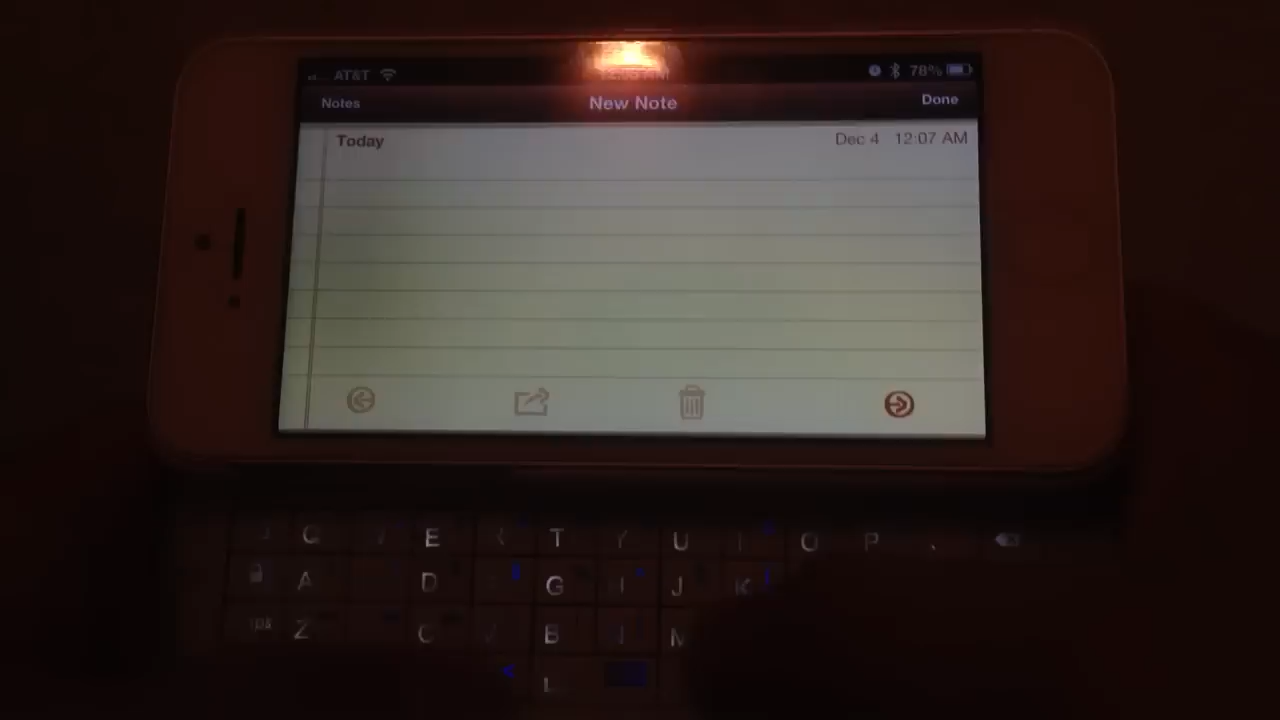 AT&T 78%
Notes New Note Done
Today Dec 4 12:07 AM
E T Y U O P
A D G J K
Z C B M